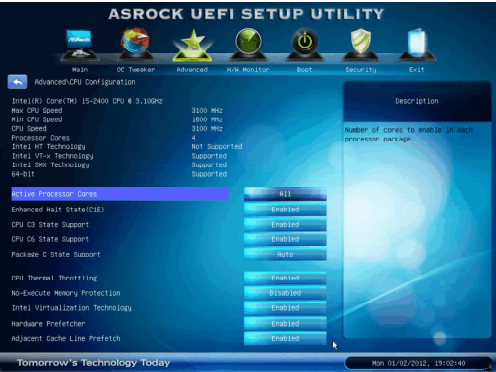 ASROCK UEFI SETUP UTILITY
ASRock
Main OC Tweaker Advanced H/W Monitor Boot Security Exit
Advanced\CPU Configuration
Description
Intel(R) Core(TM) i5-2400 CPU @ 3.10GHz
Max CPU Speed 3100 MHz
Min CPU Speed 1600 MHz
CPU Speed 3100 MHz
Processor Cores 4
Intel HT Technology Not Supported
Intel VT-x Technology Supported
Intel SMX Technology Supported
64-bit Supported
Number of cores to enable in each
processor package.
Active Processor Cores All
Enhanced Halt State(C1E) Enabled
CPU C3 State Support Enabled
CPU C6 State Support Enabled
Package C State Support Auto
CPU Thermal Throttling Enabled
No-Execute Memory Protection Disabled
Intel Virtualization Technology Enabled
Hardware Prefetcher Enabled
Adjacent Cache Line Prefetch Enabled
Tomorrow's Technology Today
Mon 01/02/2012, 19:02:40